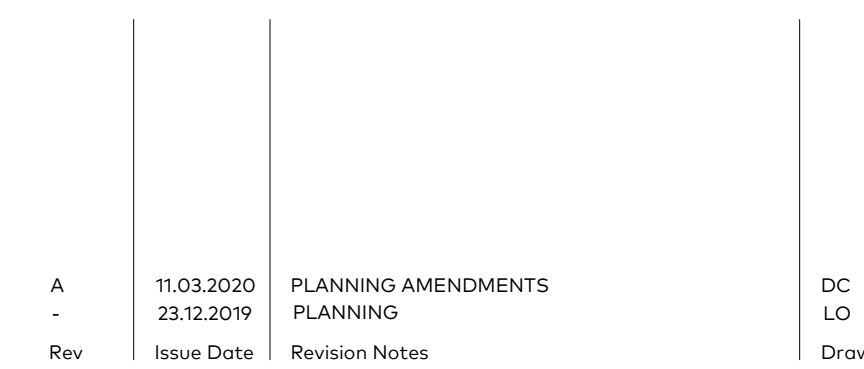 A 11.03.2020 PLANNING AMENDMENTS DC
- 23.12.2019 PLANNING LO
Rev Issue Date Revision Notes